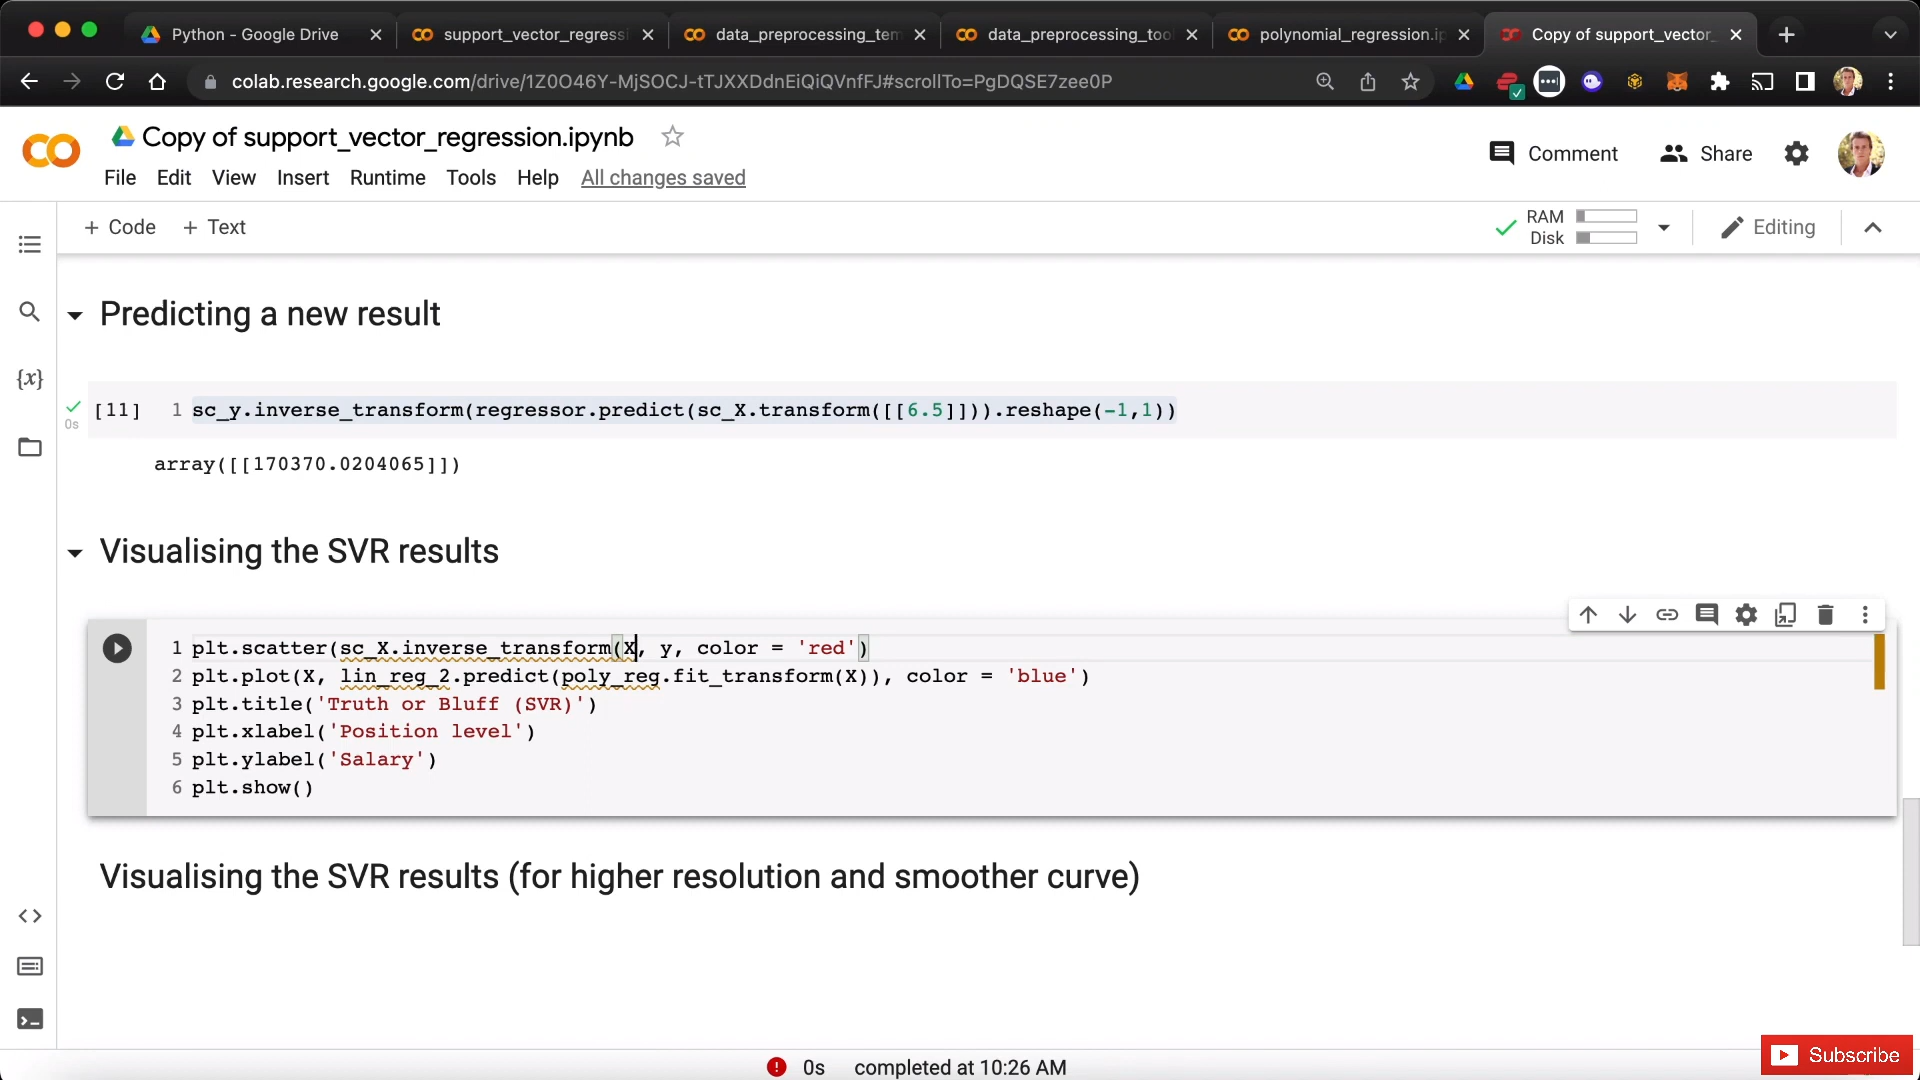 Python - Google Drive
support_vector_regressi
data_preprocessing_tem
data_preprocessing_tool
polynomial_regression.ip
Copy of support_vector_
colab.research.google.com/drive/1Z0O46Y-MjSOCJ-tTJXXDdnEiQiQVnfFJ#scrollTo=PgDQSE7zee0P
Copy of support_vector_regression.ipynb
Comment
Share
File Edit View Insert Runtime Tools Help All changes saved
+ Code + Text
RAM
Disk
Editing
Predicting a new result
[11] 1 sc_y.inverse_transform(regressor.predict(sc_X.transform([[6.5]])).reshape(-1,1))
0s
array([[170370.0204065]])
Visualising the SVR results
1 plt.scatter(sc_X.inverse_transform(X, y, color = 'red')
2 plt.plot(X, lin_reg_2.predict(poly_reg.fit_transform(X)), color = 'blue')
3 plt.title('Truth or Bluff (SVR)')
4 plt.xlabel('Position level')
5 plt.ylabel('Salary')
6 plt.show()
Visualising the SVR results (for higher resolution and smoother curve)
0s completed at 10:26 AM
Subscribe